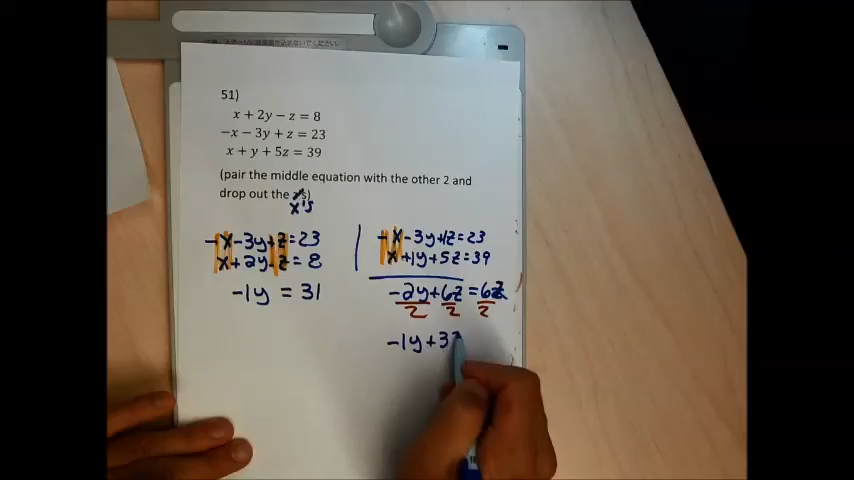 51)
x + 2y − z = 8
−x − 3y + z = 23
x + y + 5z = 39
(pair the middle equation with the other 2 and
drop out the z's)
x's
-x-3y+z=23
x+2y-z=8
-1y = 31
-x-3y+1z=23
x+1y+5z=39
-2y+6z=62
2 2 2
-1y+3z